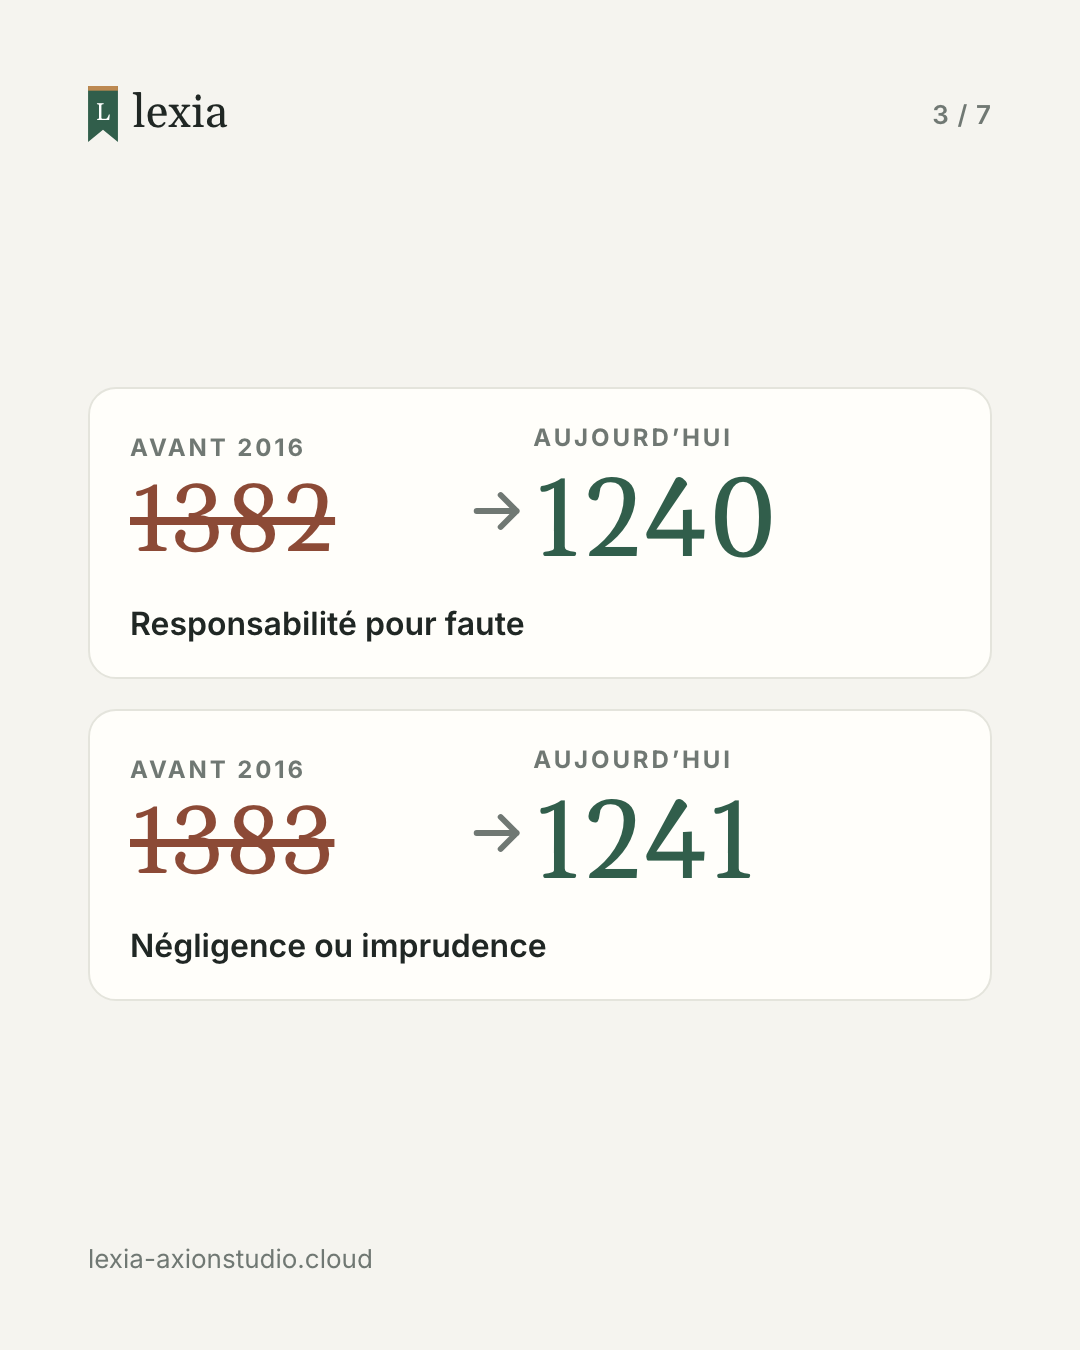 L lexia
3 / 7
AVANT 2016
AUJOURD’HUI
1382 → 1240
Responsabilité pour faute
AVANT 2016
AUJOURD’HUI
1383 → 1241
Négligence ou imprudence
lexia-axionstudio.cloud